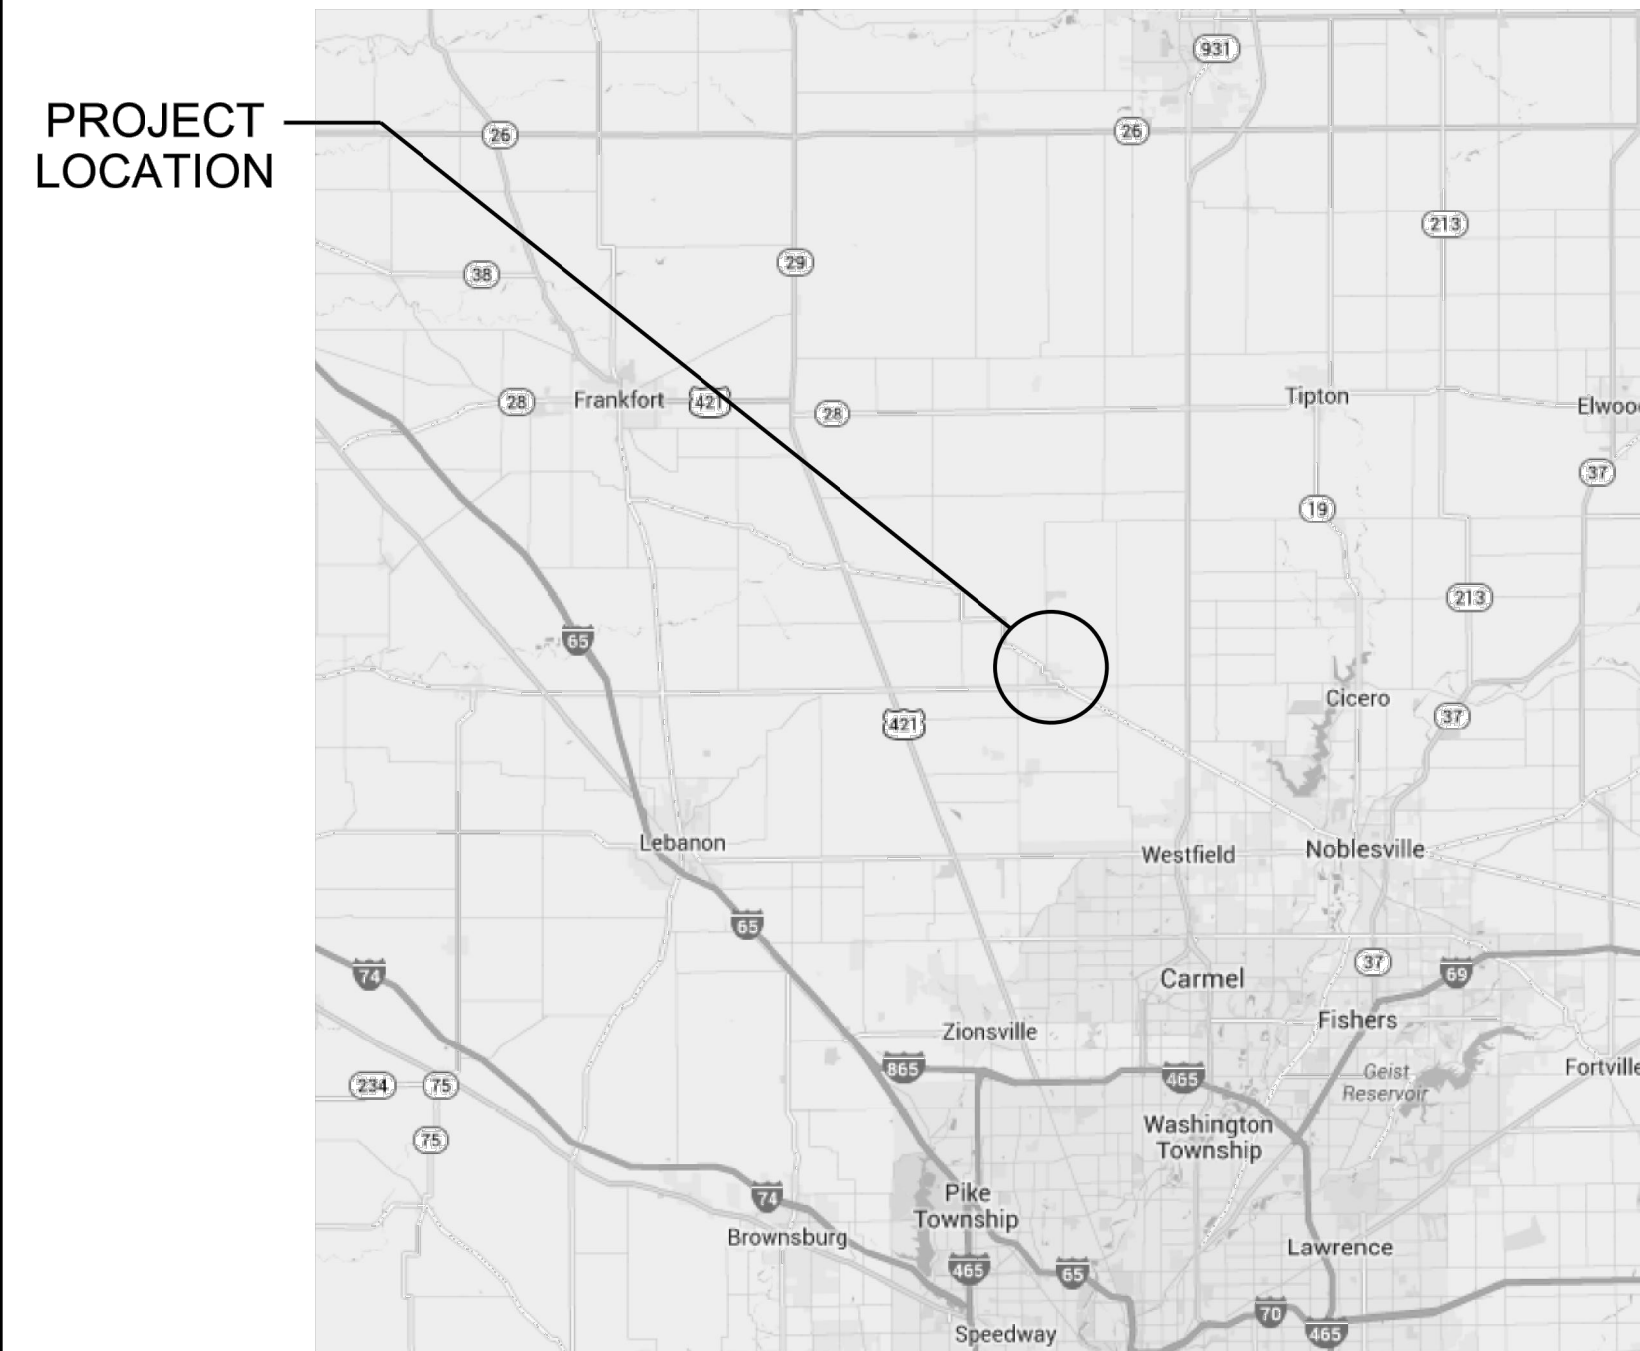 931
PROJECT
LOCATION
26
26
213
29
38
Tipton
28
Frankfort
421
28
Elwoo
37
19
213
65
Cicero
421
37
Lebanon
Westfield
Noblesville
65
74
Carmel
37
69
Fishers
Zionsville
865
465
Geist
Reservoir
Fortville
234
75
Washington
Township
75
74
Pike
Township
Brownsburg
Lawrence
465
65
70
465
Speedway